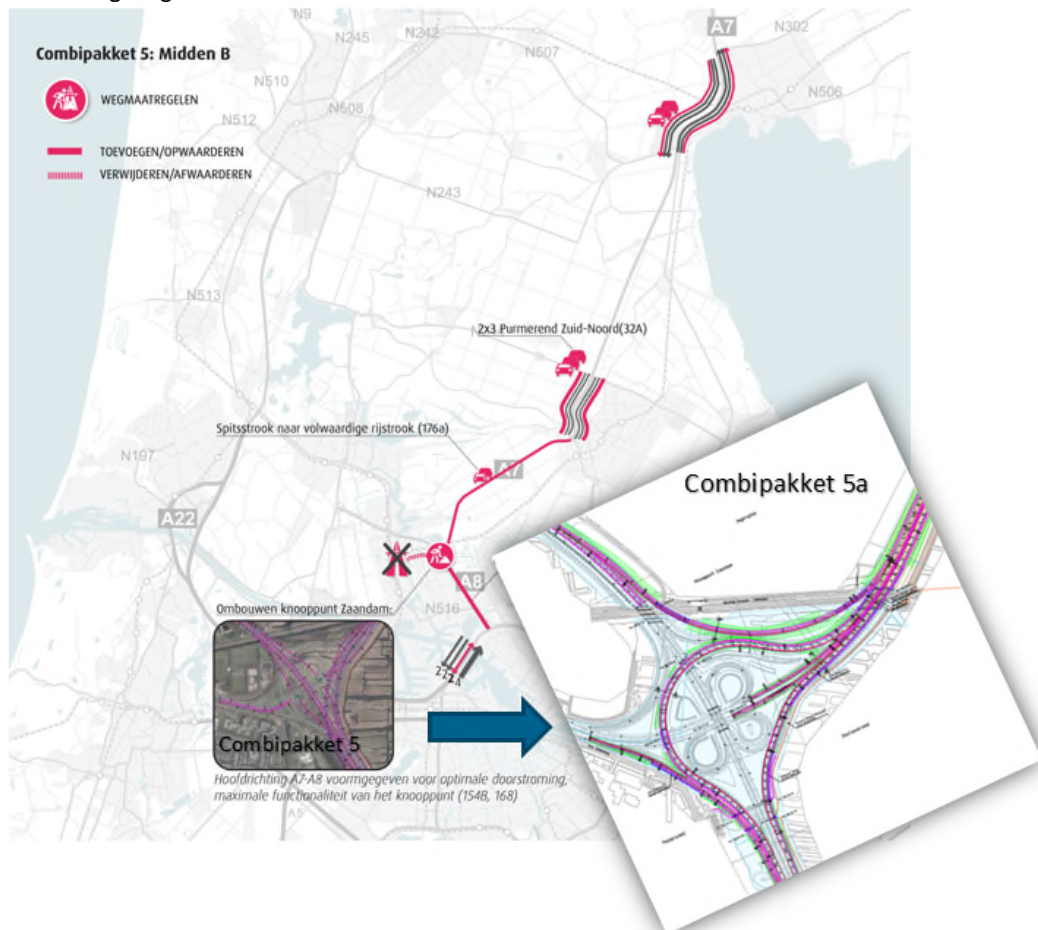 N9
A7
N302
N245
N242
N507
Combipakket 5: Midden B
N510
N506
WEGMAATREGELEN
N508
N512
TOEVOEGEN/OPWAARDEREN
VERWIJDEREN/AFWAARDEREN
N243
N513
2x3 Purmerend Zuid-Noord(32A)
Spitsstrook naar volwaardige rijstrook (176a)
N197
A7
Combipakket 5a
A22
A8
N516
Ombouwen knooppunt Zaandam:
Combipakket 5
Hoofdrichting A7-A8 voormgegeven voor optimale doorstroming,
maximale functionaliteit van het knooppunt (154B, 168)
A5